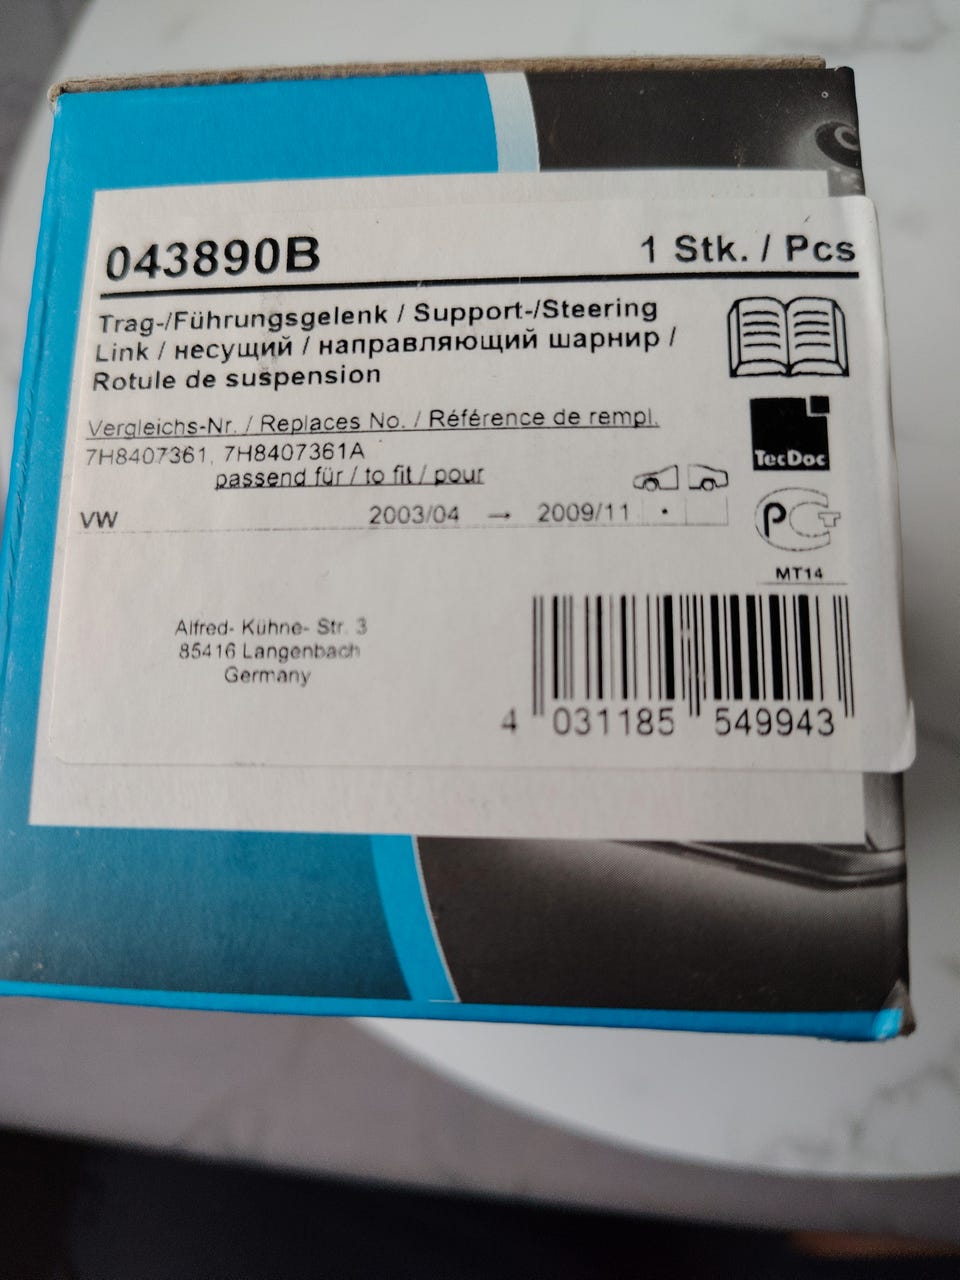 043890B 1 Stk. / Pcs
Trag-/Führungsgelenk / Support-/Steering
Link / несущий / направляющий шарнир /
Rotule de suspension
Vergleichs-Nr. / Replaces No. / Référence de rempl.
7H8407361, 7H8407361A
passend für / to fit / pour
TecDoc
VW 2003/04 → 2009/11 •
РСТ
MT14
Alfred- Kühne- Str. 3
85416 Langenbach
Germany
4 031185 549943